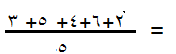 ٣ + ٥ + ٤ + ٦ + ٢ =
٥